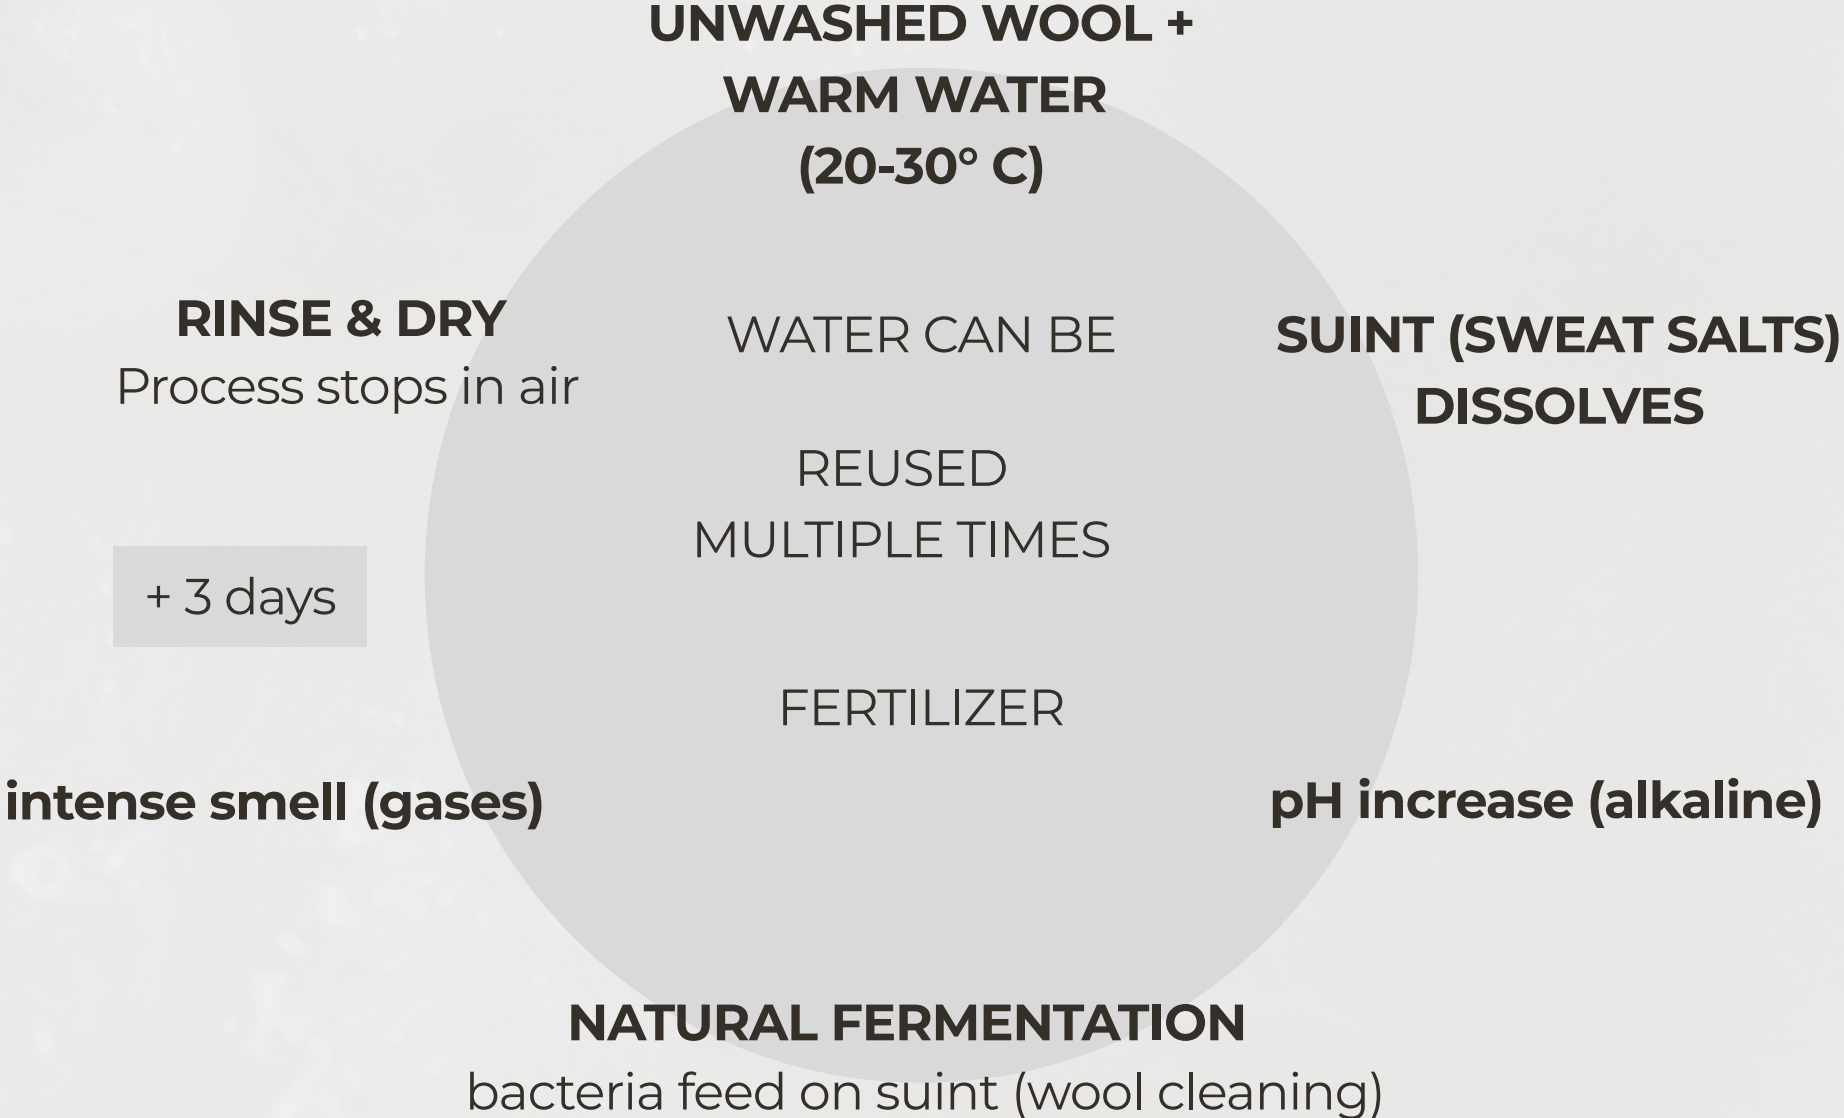 UNWASHED WOOL +
WARM WATER
(20-30° C)
RINSE & DRY
Process stops in air
WATER CAN BE
REUSED
MULTIPLE TIMES
FERTILIZER
SUINT (SWEAT SALTS)
DISSOLVES
+ 3 days
intense smell (gases)
pH increase (alkaline)
NATURAL FERMENTATION
bacteria feed on suint (wool cleaning)